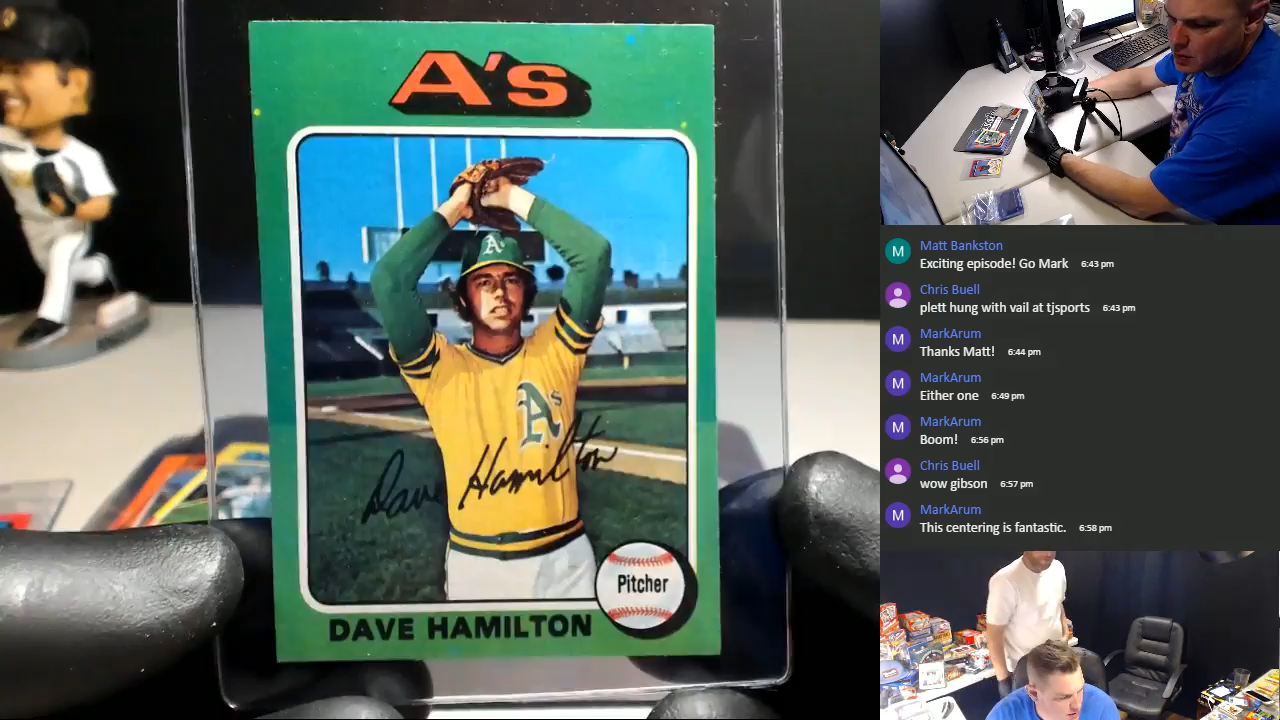 A's
A's
A's
Dave Hamilton
Pitcher
DAVE HAMILTON
M
Matt Bankston
Exciting episode! Go Mark 6:43 pm
Chris Buell
plett hung with vail at tjsports 6:43 pm
M
MarkArum
Thanks Matt! 6:44 pm
M
MarkArum
Either one 6:49 pm
M
MarkArum
Boom! 6:56 pm
Chris Buell
wow gibson 6:57 pm
M
MarkArum
This centering is fantastic. 6:58 pm